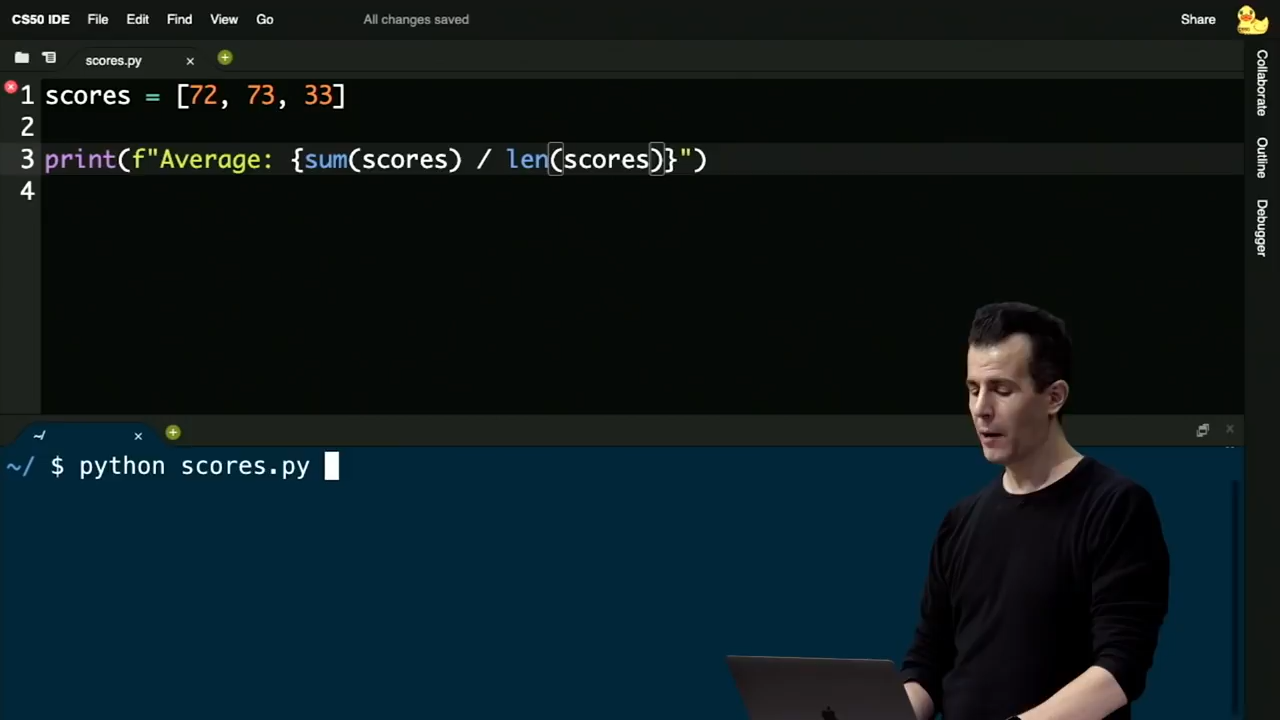 CS50 IDE File Edit Find View Go All changes saved Share
scores.py
1 scores = [72, 73, 33]
2
3 print(f"Average: {sum(scores) / len(scores)}")
4
~/ $ python scores.py
Collaborate
Outline
Debugger